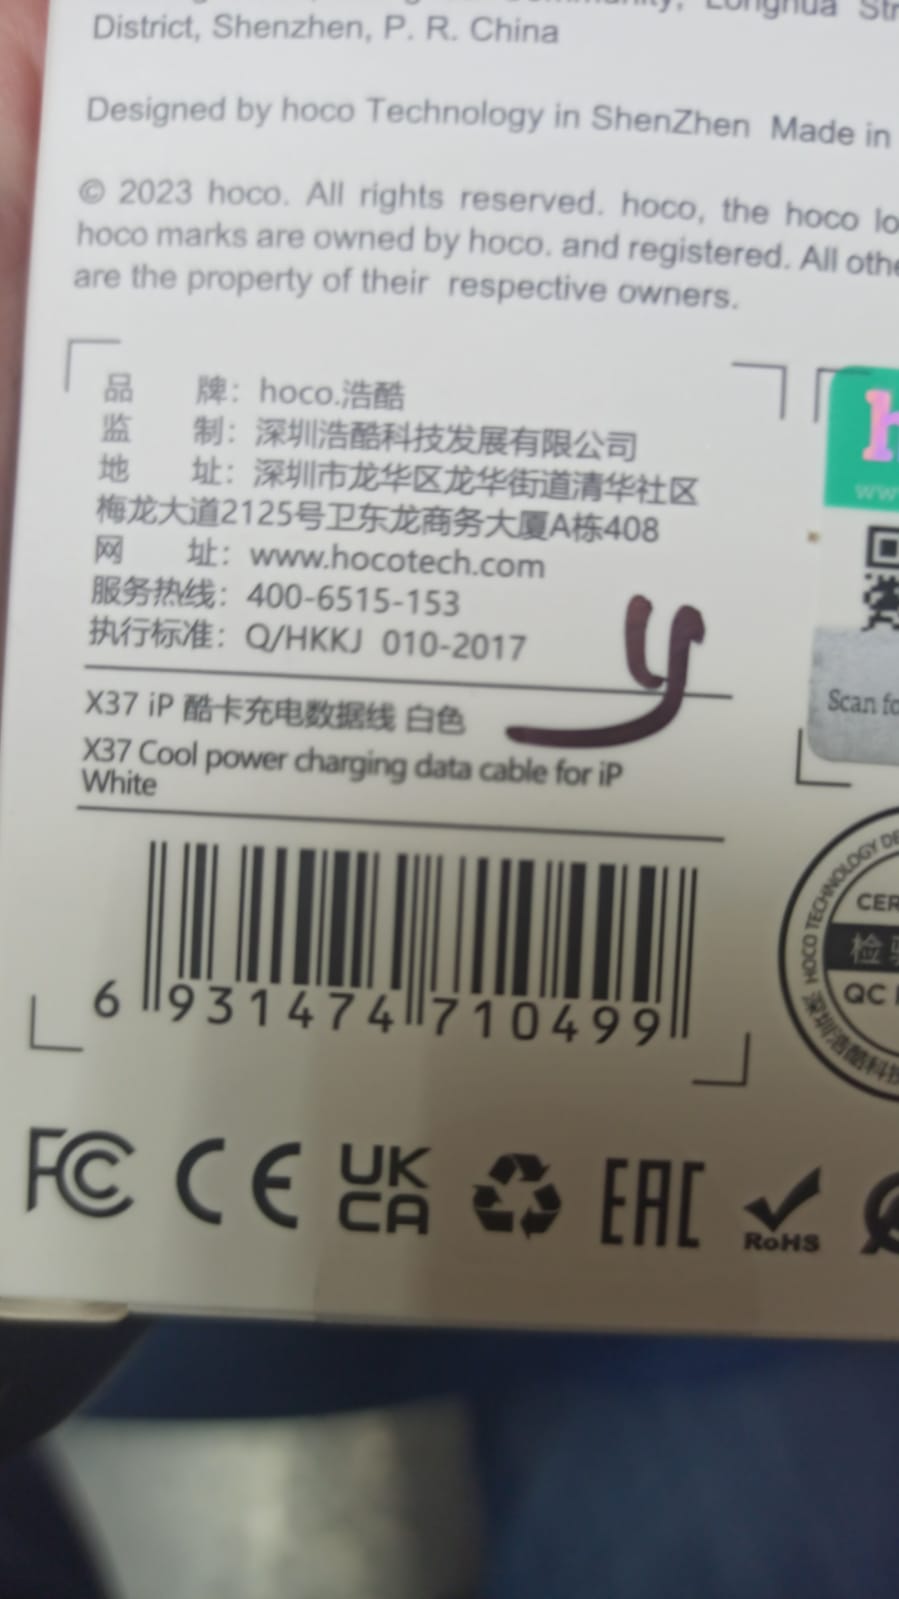 District, Shenzhen, P. R. China
Designed by hoco Technology in ShenZhen Made in
© 2023 hoco. All rights reserved. hoco, the hoco
hoco marks are owned by hoco. and registered. All
are the property of their respective owners.
品 牌：hoco.浩酷
监 制：深圳浩酷科技发展有限公司
地 址：深圳市龙华区龙华街道清华社区
梅龙大道2125号卫东龙商务大厦A栋408
网 址：www.hocotech.com
服务热线：400-6515-153
执行标准：Q/HKKJ 010-2017
X37 iP 酷卡充电数据线 白色
X37 Cool power charging data cable for iP
White
6 931474 710499
Scan
HOCO TECHNOLOGY
QC
FC CE UK CA EAC RoHS